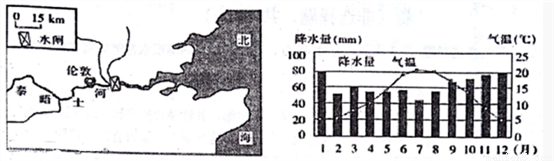 0 15 km
水闸
北
海
伦敦
泰
晤
士
河
降水量(mm) 气温(℃)
降水量 气温
100
80
60
40
20
0
25
20
15
10
5
0
1 2 3 4 5 6 7 8 9 10 11 12 (月)